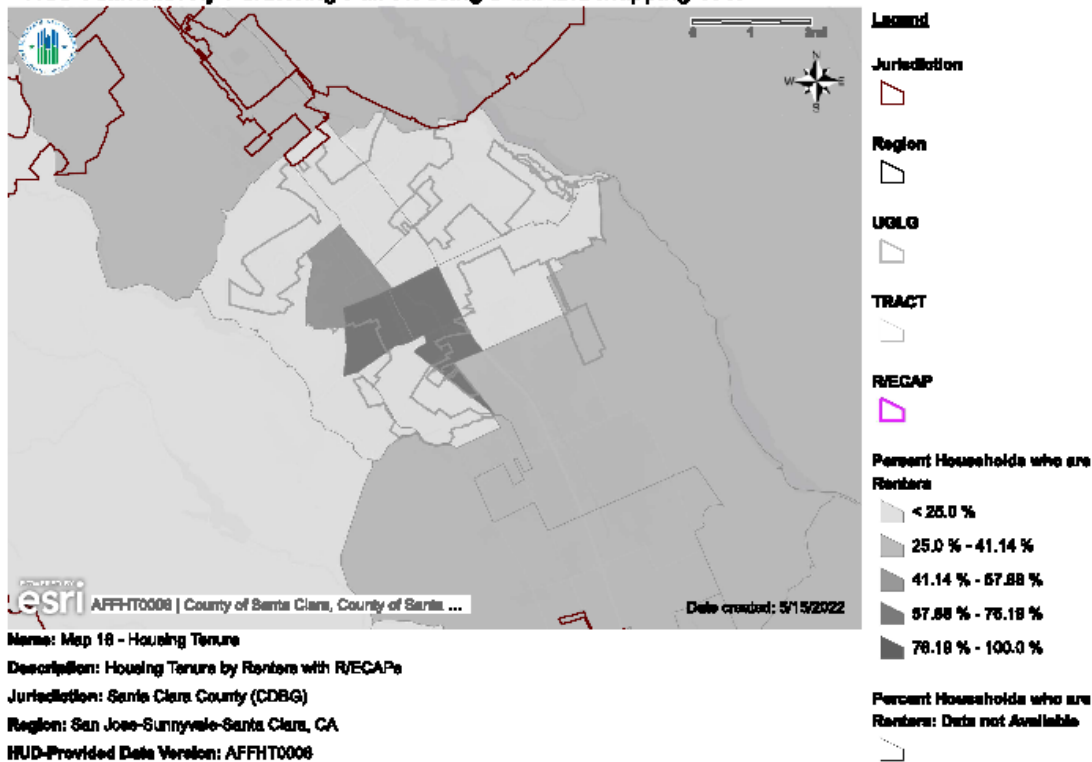 0 1 2mi
N
W E
S
Legend
Jurisdiction
Region
UGLG
TRACT
R/ECAP
Percent Households who are
Renters
< 25.0 %
25.0 % - 41.14 %
41.14 % - 57.68 %
57.68 % - 76.19 %
76.19 % - 100.0 %
Percent Households who are
Renters: Data not Available
POWERED BY
esri
AFFHT0006 | County of Santa Clara, County of Santa ...
Date created: 5/15/2022
Name: Map 16 - Housing Tenure
Description: Housing Tenure by Renters with R/ECAPs
Jurisdiction: Santa Clara County (CDBG)
Region: San Jose-Sunnyvale-Santa Clara, CA
HUD-Provided Data Version: AFFHT0006